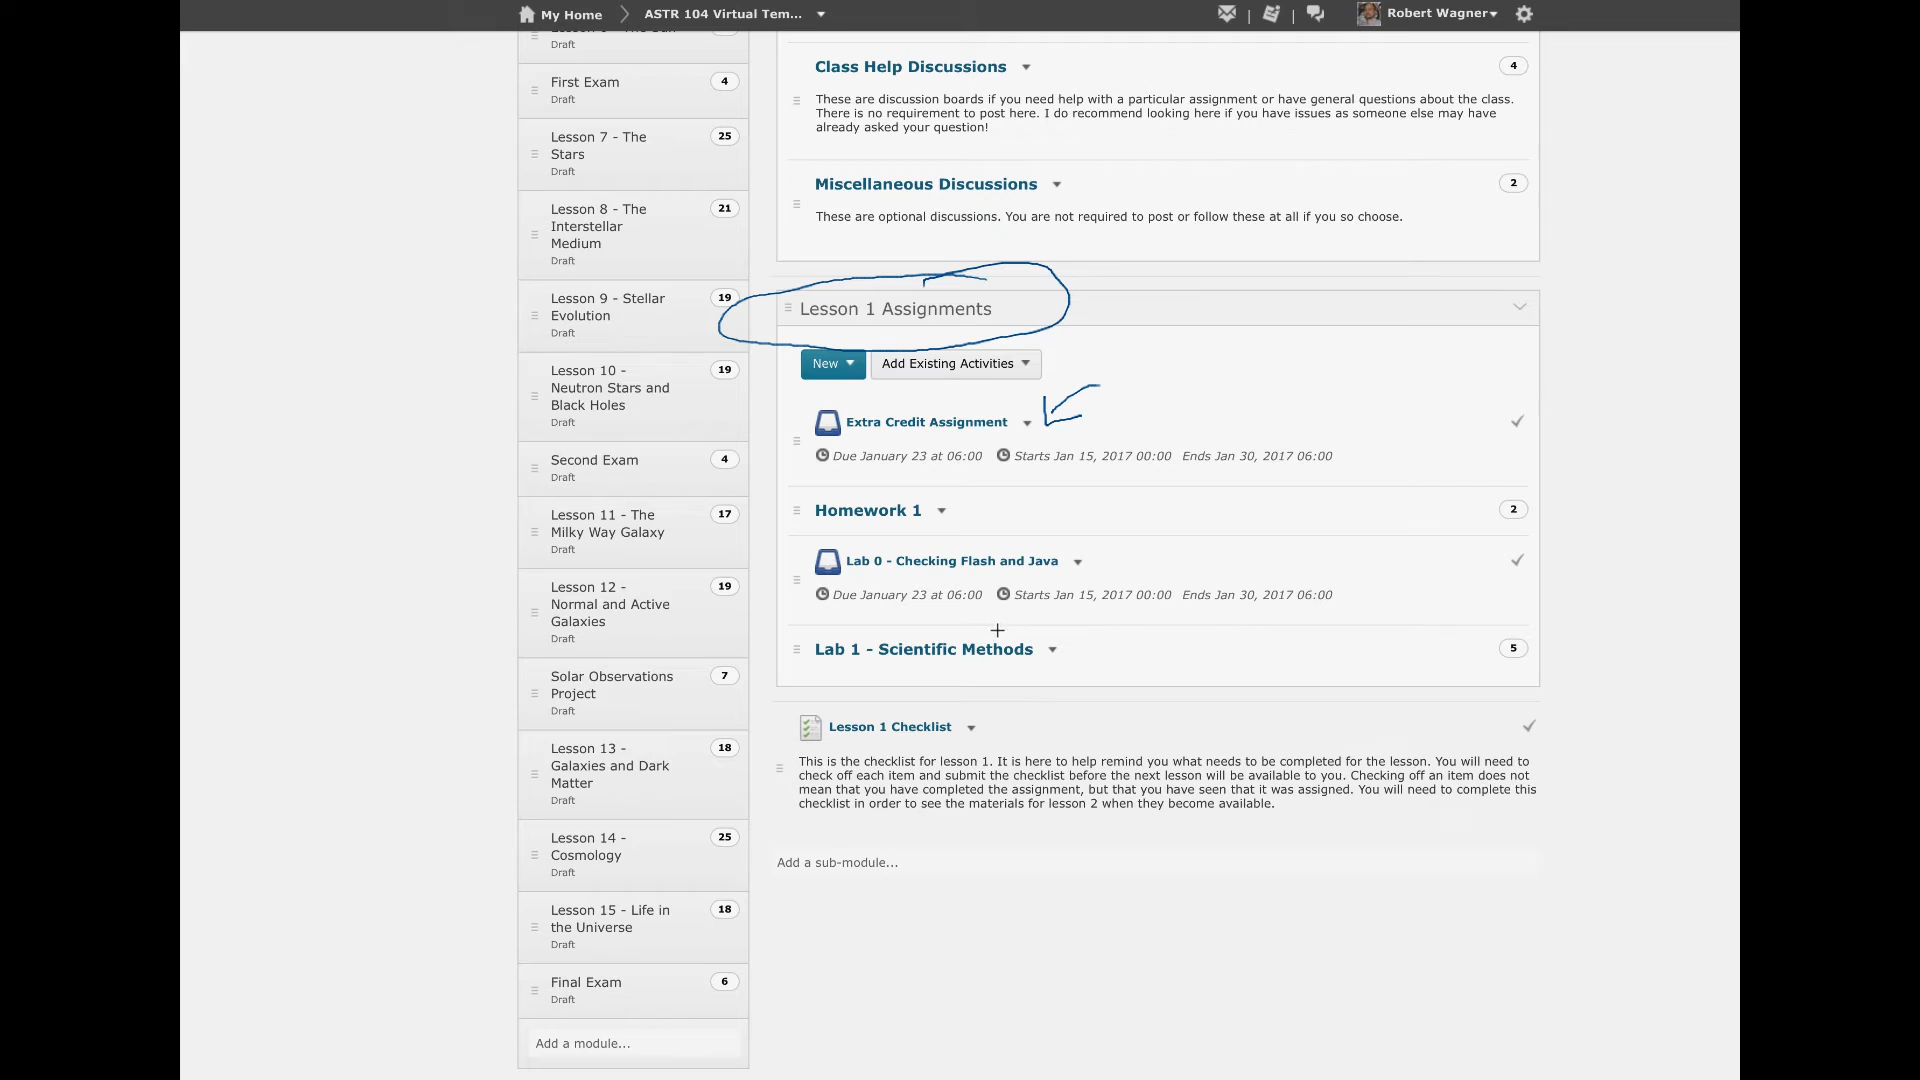 My Home
ASTR 104 Virtual Tem...
Robert Wagner
Draft
First Exam
4
Draft
Lesson 7 - The
Stars
25
Draft
Lesson 8 - The
Interstellar
Medium
21
Draft
Lesson 9 - Stellar
Evolution
19
Draft
Lesson 10 -
Neutron Stars and
Black Holes
19
Draft
Second Exam
4
Draft
Lesson 11 - The
Milky Way Galaxy
17
Draft
Lesson 12 -
Normal and Active
Galaxies
19
Draft
Solar Observations
Project
7
Draft
Lesson 13 -
Galaxies and Dark
Matter
18
Draft
Lesson 14 -
Cosmology
25
Draft
Lesson 15 - Life in
the Universe
18
Draft
Final Exam
6
Draft
Add a module...
Class Help Discussions
4
These are discussion boards if you need help with a particular assignment or have general questions about the class.
There is no requirement to post here. I do recommend looking here if you have issues as someone else may have
already asked your question!
Miscellaneous Discussions
2
These are optional discussions. You are not required to post or follow these at all if you so choose.
Lesson 1 Assignments
New
Add Existing Activities
Extra Credit Assignment
Due January 23 at 06:00 Starts Jan 15, 2017 00:00 Ends Jan 30, 2017 06:00
Homework 1
2
Lab 0 - Checking Flash and Java
Due January 23 at 06:00 Starts Jan 15, 2017 00:00 Ends Jan 30, 2017 06:00
Lab 1 - Scientific Methods
5
Lesson 1 Checklist
This is the checklist for lesson 1. It is here to help remind you what needs to be completed for the lesson. You will need to
check off each item and submit the checklist before the next lesson will be available to you. Checking off an item does not
mean that you have completed the assignment, but that you have seen that it was assigned. You will need to complete this
checklist in order to see the materials for lesson 2 when they become available.
Add a sub-module...